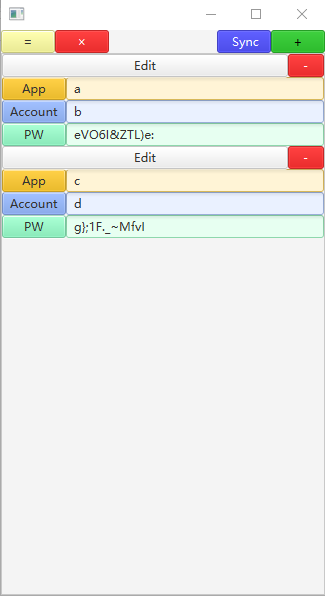 = × Sync +
Edit -
App a
Account b
PW eVO6I&ZTL)e:
Edit -
App c
Account d
PW g};1F._~MfvI